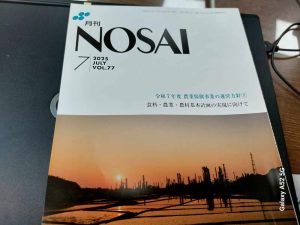 月刊
NOSAI
7
2025
JULY
VOL.77
令和7年度 農業保険事業の運営方針①
食料・農業・農村基本計画の実現に向けて
Galaxy A52 5G